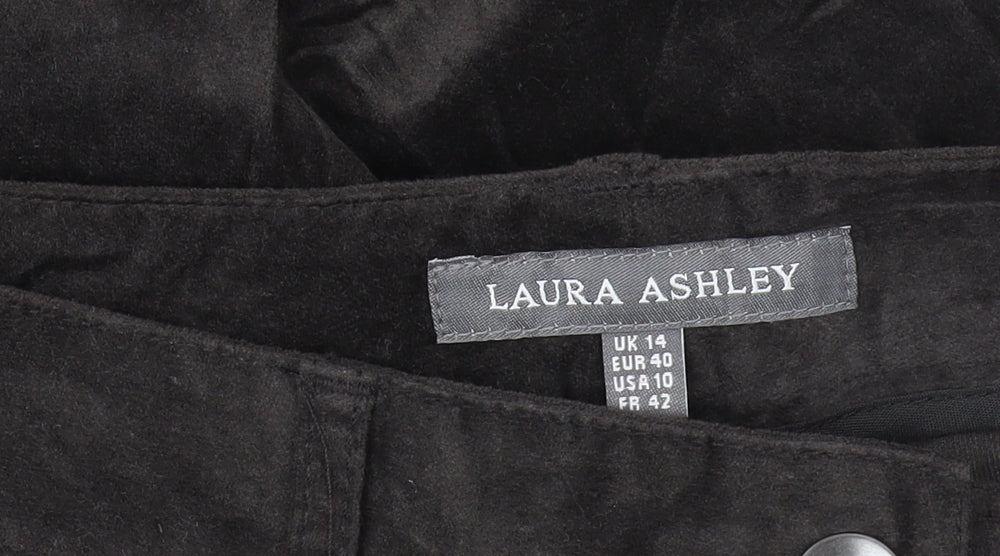 LAURA ASHLEY
UK 14
EUR 40
USA 10
FR 42